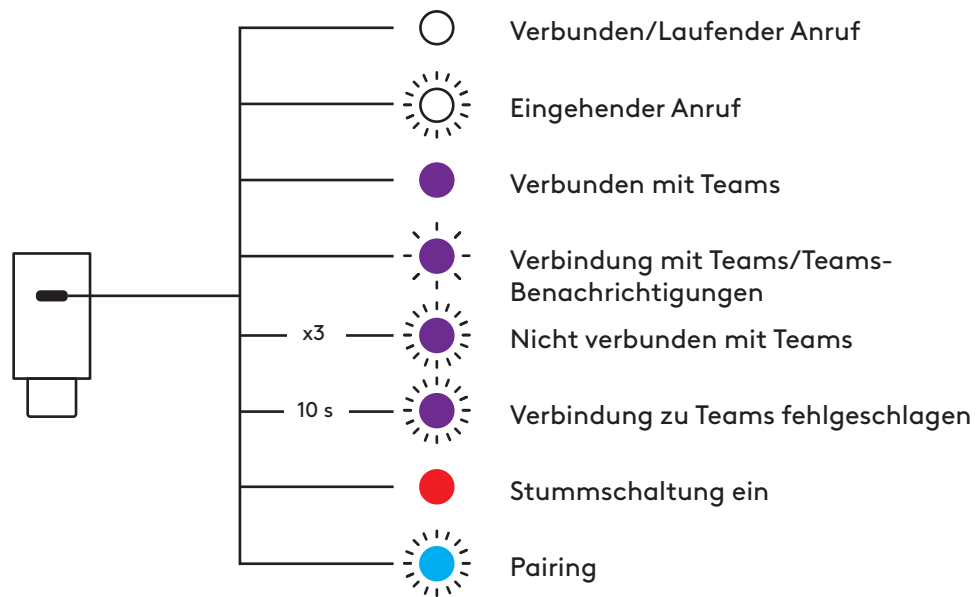 Verbunden/Laufender Anruf
Eingehender Anruf
Verbunden mit Teams
Verbindung mit Teams/Teams-
Benachrichtigungen
x3
Nicht verbunden mit Teams
10 s
Verbindung zu Teams fehlgeschlagen
Stummschaltung ein
Pairing